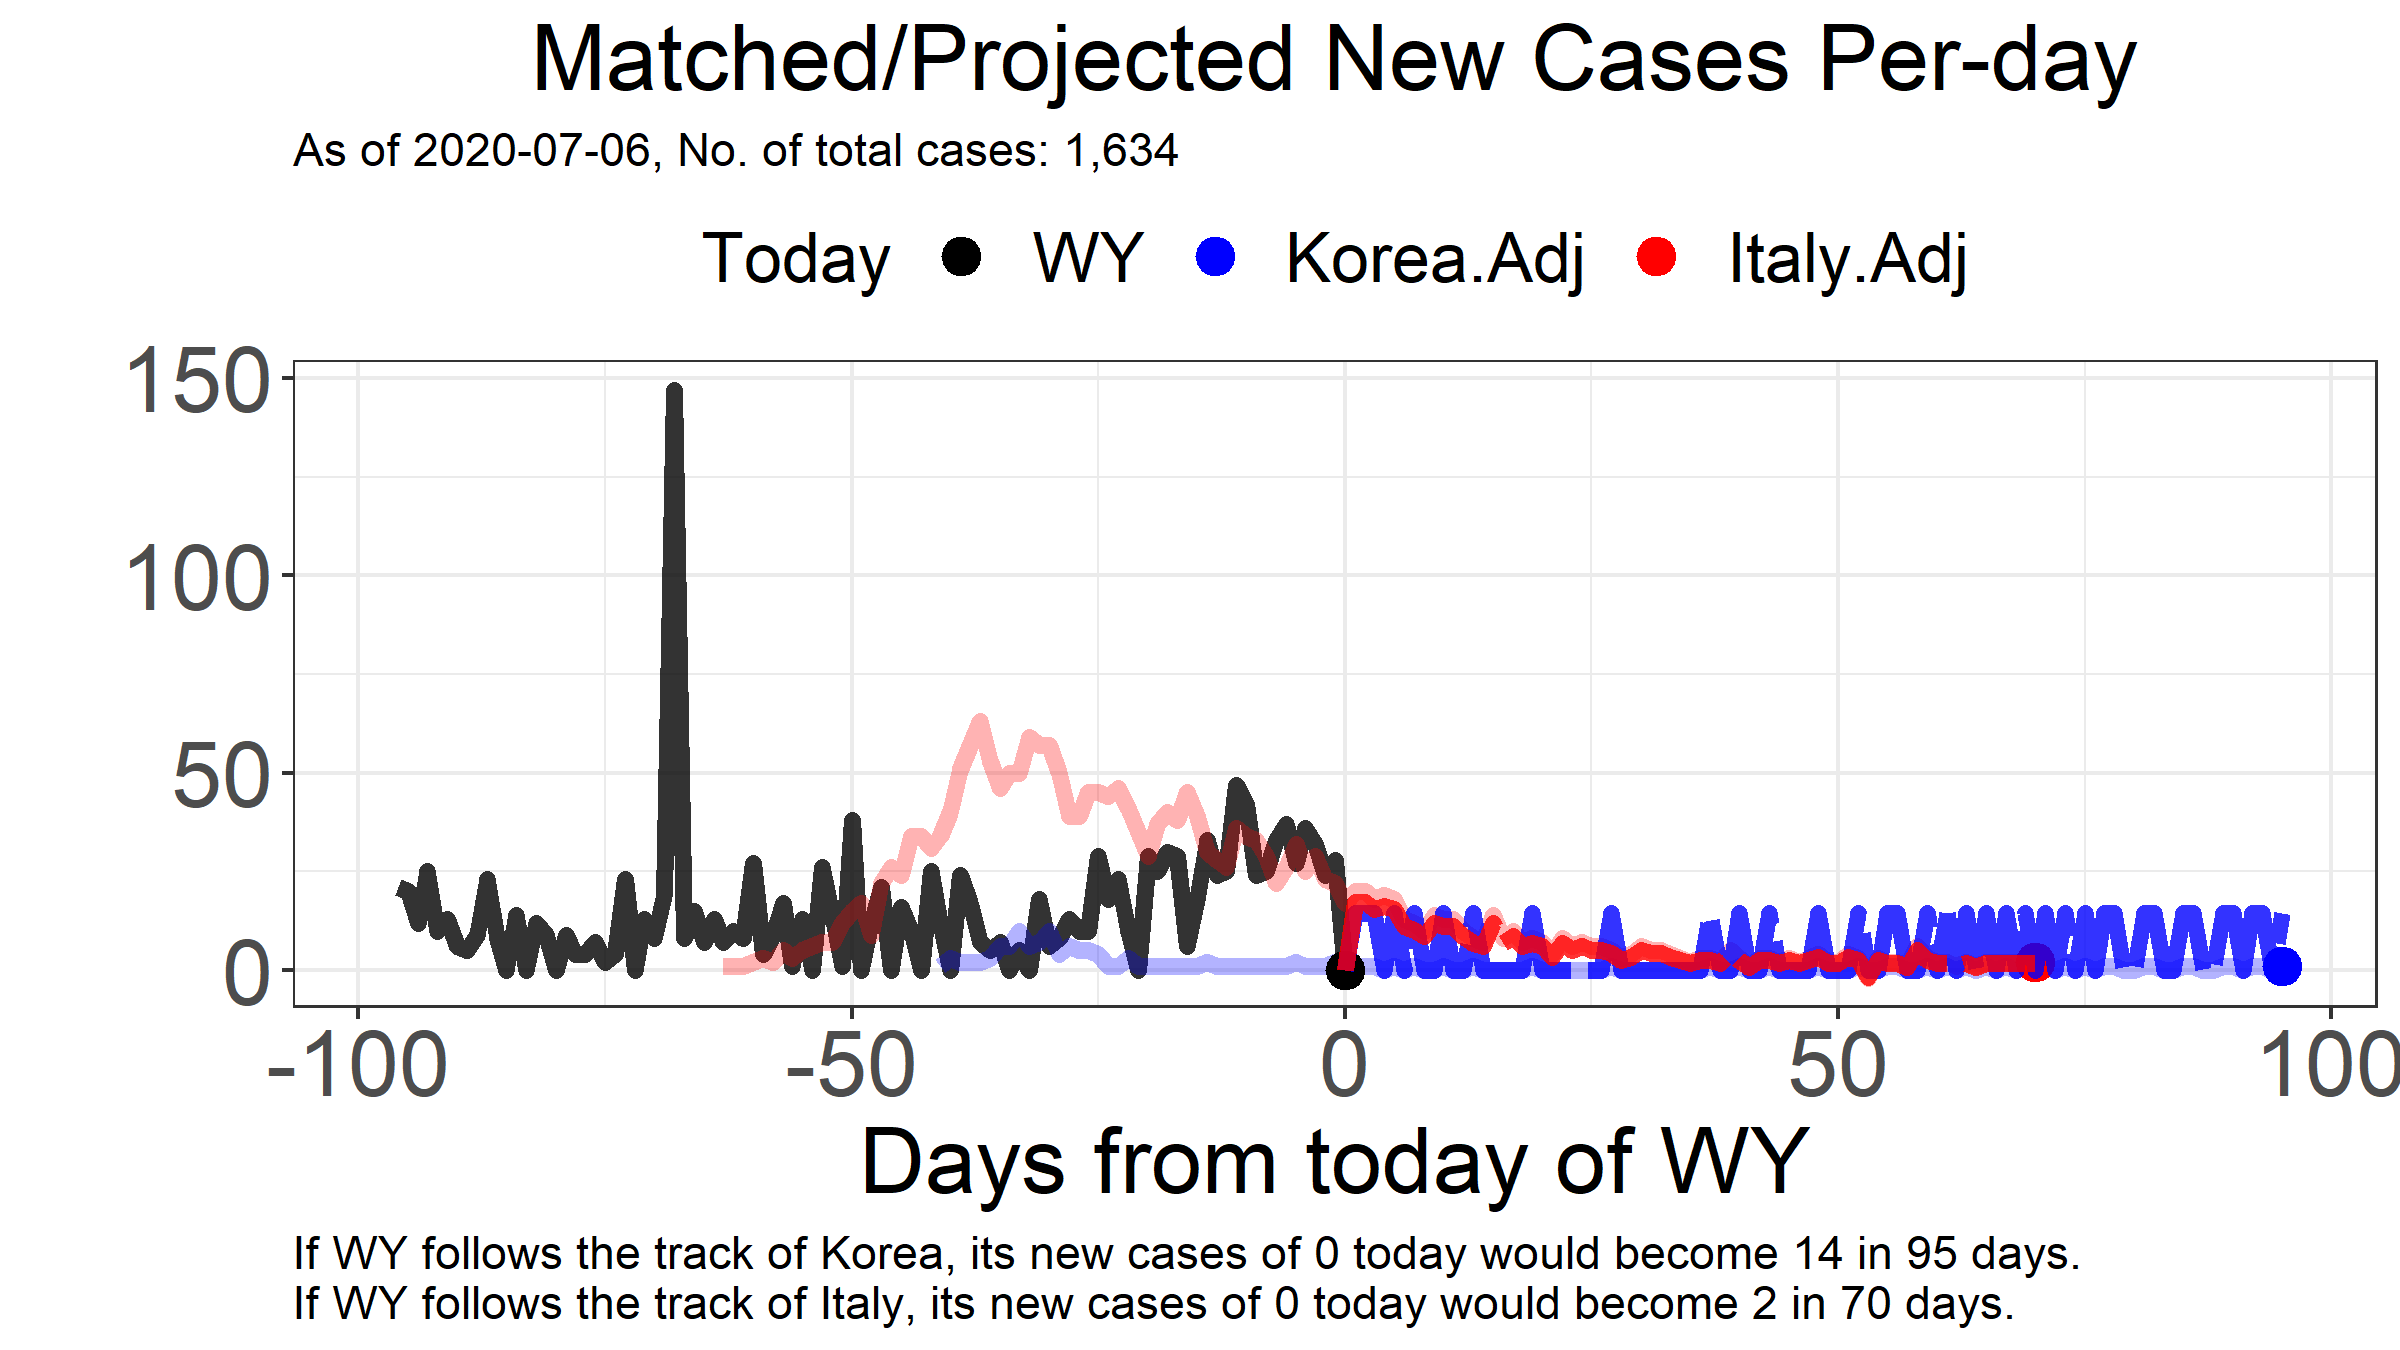 Matched/Projected New Cases Per-day
As of 2020-07-06, No. of total cases: 1,634
Today WY Korea.Adj Italy.Adj
150
100
50
0
-100 -50 0 50 100
Days from today of WY
If WY follows the track of Korea, its new cases of 0 today would become 14 in 95 days.
If WY follows the track of Italy, its new cases of 0 today would become 2 in 70 days.